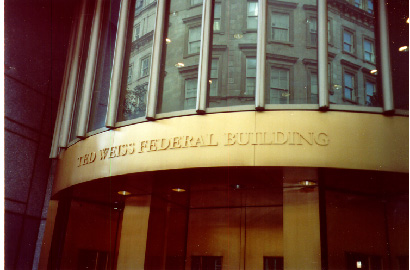 TED WEISS FEDERAL BUILDING